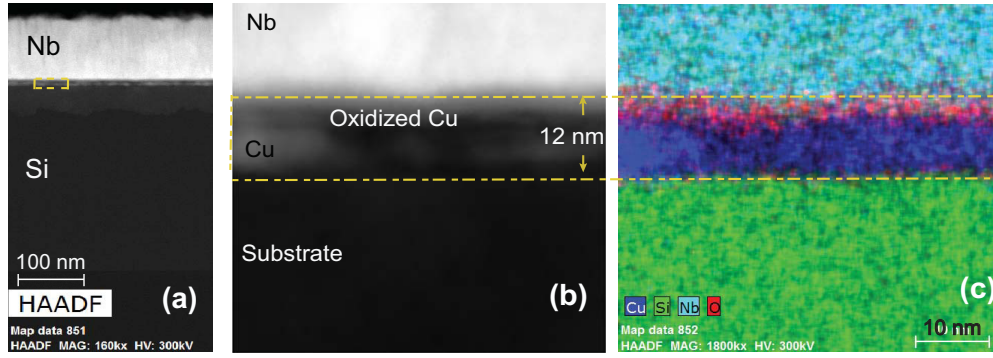 Nb
Si
100 nm
HAADF
(a)
Map data 851
HAADF MAG: 160kx HV: 300kV
Nb
Oxidized Cu
Cu
12 nm
Substrate
(b)
Cu Si Nb O
(c)
10 nm
Map data 852
HAADF MAG: 1800kx HV: 300kV